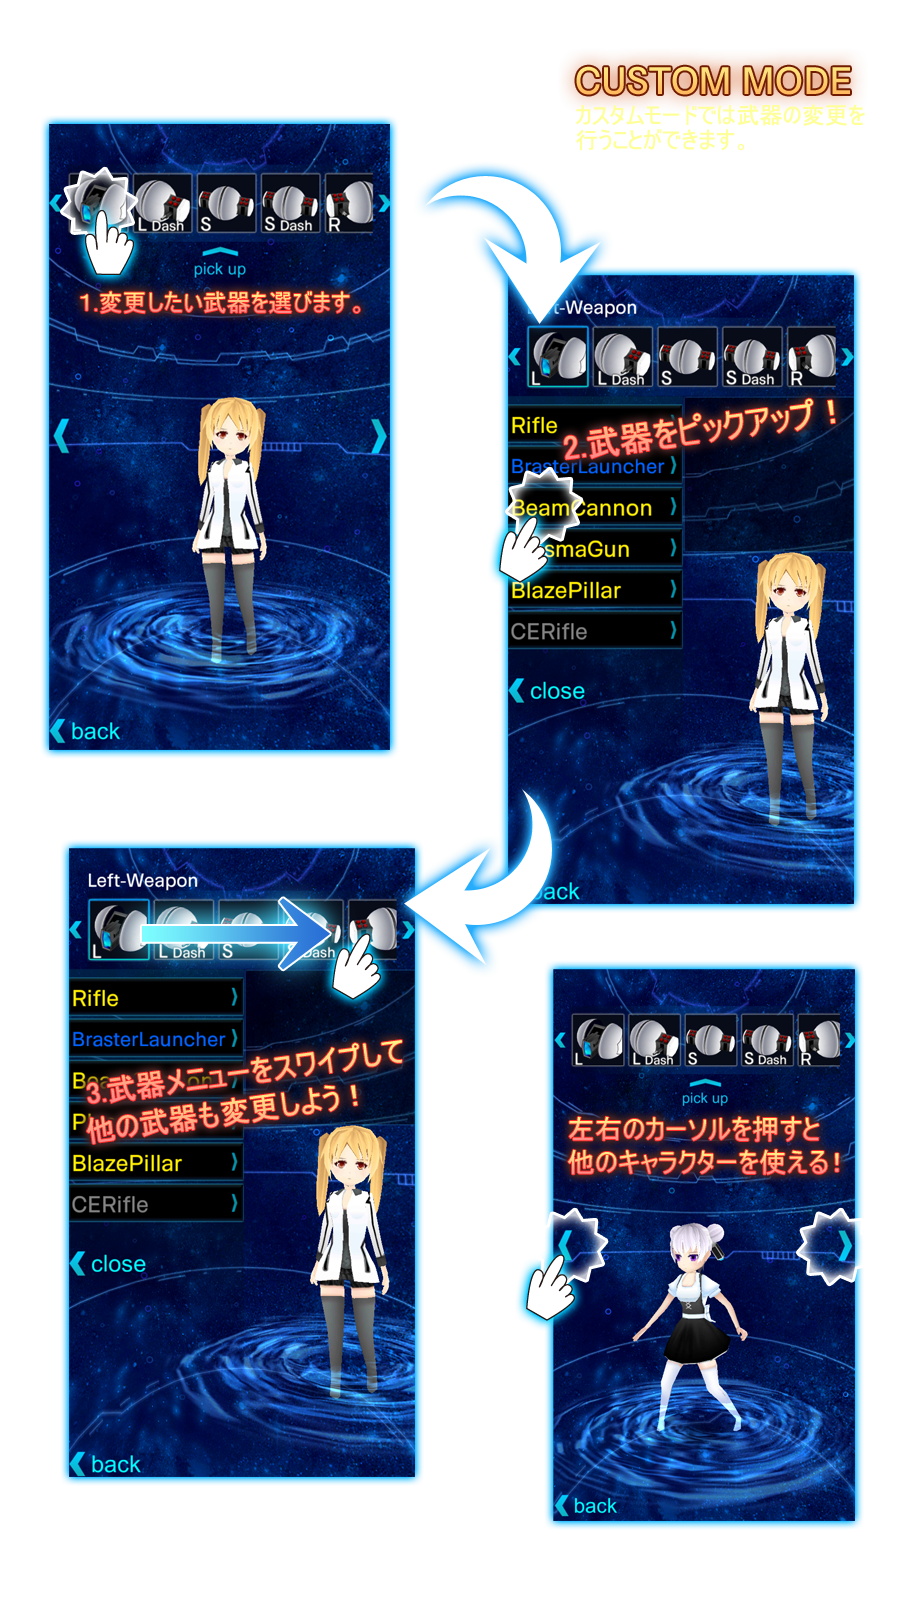 CUSTOM MODE
カスタムモードでは武器の変更を
行うことができます。
L Dash
S
S Dash
R
pick up
1.変更したい武器を選びます。
back
t-Weapon
L
L Dash
S
S Dash
R
Rifle
2.武器をピックアップ！
BrasterLauncher
BeamCannon
smaGun
BlazePillar
CERifle
close
back
Left-Weapon
L
L Dash
S
S Dash
Rifle
BrasterLauncher
3.武器メニューをスワイプして
他の武器も変更しよう！
BlazePillar
CERifle
close
back
L
L Dash
S
S Dash
R
pick up
左右のカーソルを押すと
他のキャラクターを使える！
back